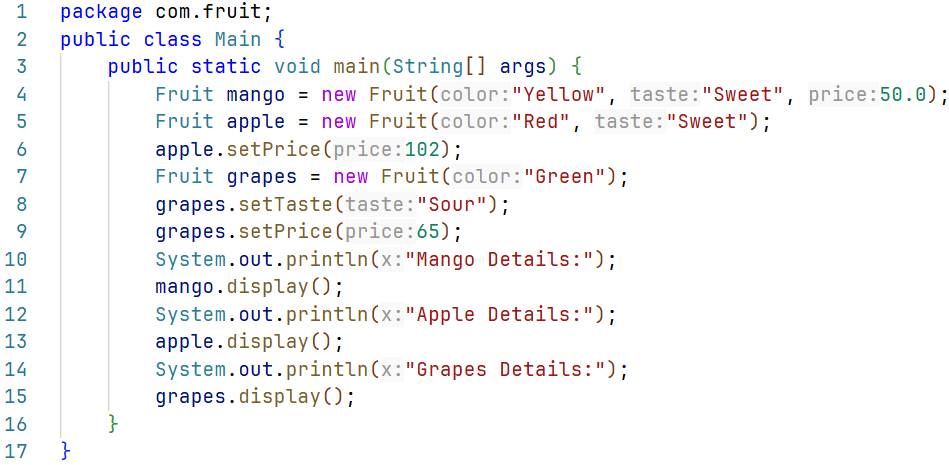 1 package com.fruit;
2 public class Main {
3 public static void main(String[] args) {
4 Fruit mango = new Fruit(color:"Yellow", taste:"Sweet", price:50.0);
5 Fruit apple = new Fruit(color:"Red", taste:"Sweet");
6 apple.setPrice(price:102);
7 Fruit grapes = new Fruit(color:"Green");
8 grapes.setTaste(taste:"Sour");
9 grapes.setPrice(price:65);
10 System.out.println(x:"Mango Details:");
11 mango.display();
12 System.out.println(x:"Apple Details:");
13 apple.display();
14 System.out.println(x:"Grapes Details:");
15 grapes.display();
16 }
17 }